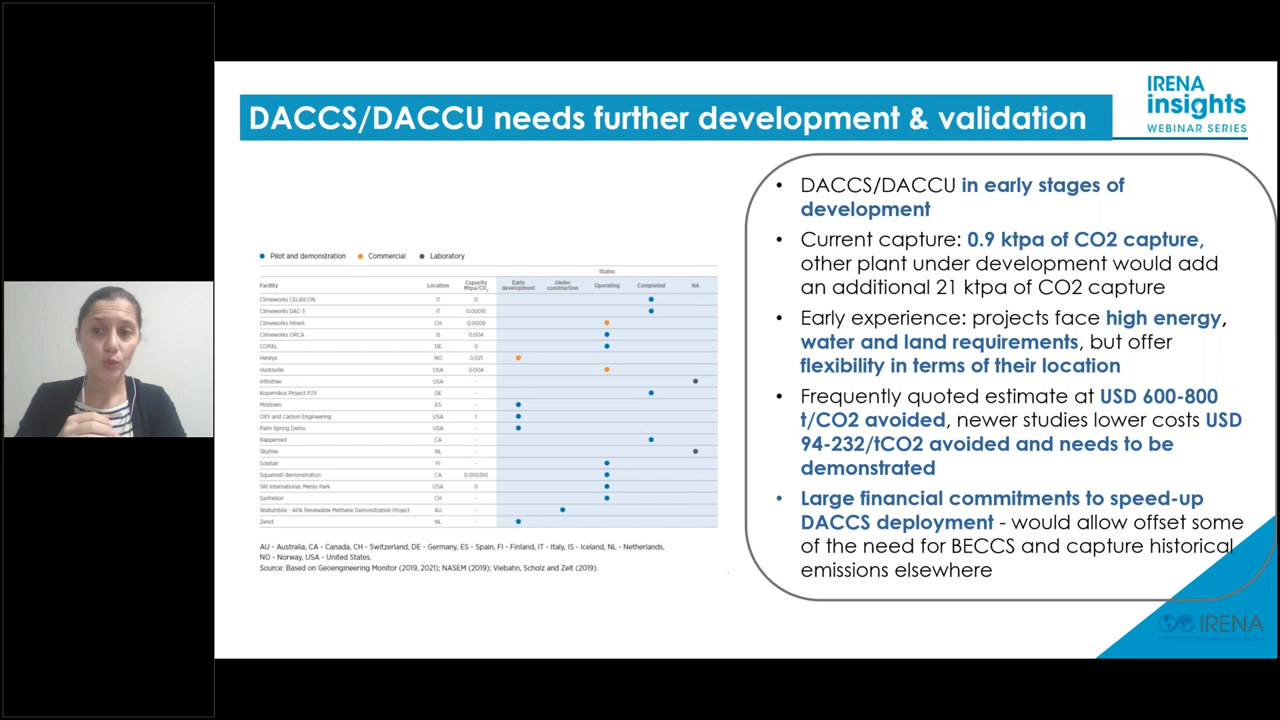 DACCS/DACCU needs further development & validation
IRENA
insights
WEBINAR SERIES
• DACCS/DACCU in early stages of
development
• Current capture: 0.9 ktpa of CO2 capture,
other plant under development would add
an additional 21 ktpa of CO2 capture
• Early experience: projects face high energy,
water and land requirements, but offer
flexibility in terms of their location
• Frequently quoted estimate at USD 600-800
t/CO2 avoided, newer studies lower costs USD
94-232/tCO2 avoided and needs to be
demonstrated
• Large financial commitments to speed-up
DACCS deployment - would allow offset some
of the need for BECCS and capture historical
emissions elsewhere
Pilot and demonstration Commercial Laboratory
Status
Facility Location Capacity Mtpa/CO2 Early development Under construction Operating Completed NA
Climeworks CELBICON IT 0
Climeworks DAC-3 IT 0.00015
Climeworks Hinwil CH 0.0009
Climeworks ORCA IS 0.004
CORAL DE 0
Herøya NO 0.021
Huntsville USA 0.004
Infinitree USA -
Kopernikus Project P2X DE -
Móstoles ES -
OXY and Carbon Engineering USA 1
Palm Spring Demo USA -
Rapperswil CA -
Skytree NL -
Soletair FI -
Squamish demonstration CA 0.000365
SRI International, Menlo Park USA 0
Synhelion CH -
Wallumbilla - APA Renewable Methane Demonstration Project AU -
Zenid NL -
AU - Australia, CA - Canada, CH - Switzerland, DE - Germany, ES - Spain, FI - Finland, IT - Italy, IS - Iceland, NL - Netherlands,
NO - Norway, USA - United States.
Source: Based on Geoengineering Monitor (2019, 2021); NASEM (2019); Viebahn, Scholz and Zelt (2019).
IRENA